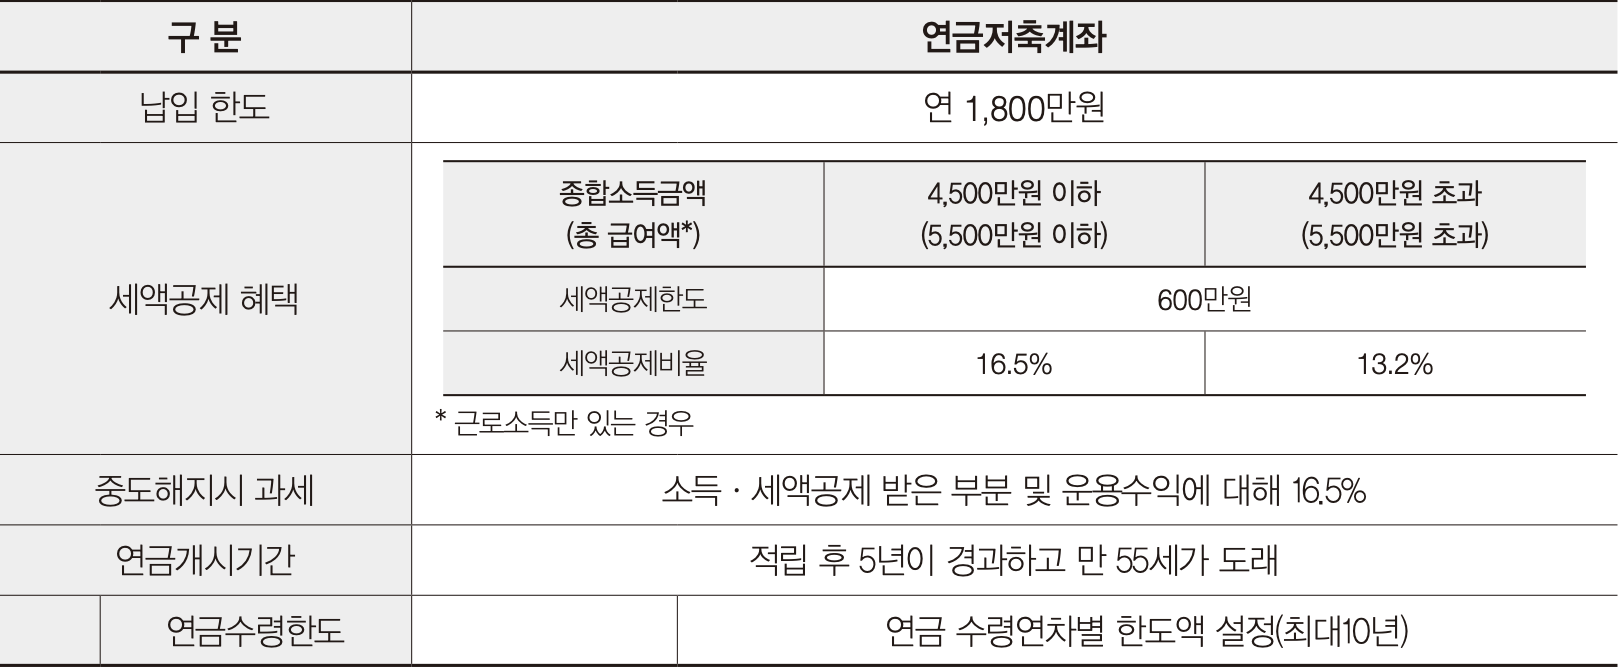 구 분 연금저축계좌
납입 한도 연 1,800만원
세액공제 혜택
종합소득금액 4,500만원 이하 4,500만원 초과
(총 급여액*) (5,500만원 이하) (5,500만원 초과)
세액공제한도 600만원
세액공제비율 16.5% 13.2%
* 근로소득만 있는 경우
중도해지시 과세 소득 · 세액공제 받은 부분 및 운용수익에 대해 16.5%
연금개시기간 적립 후 5년이 경과하고 만 55세가 도래
연금수령한도 연금 수령연차별 한도액 설정(최대10년)